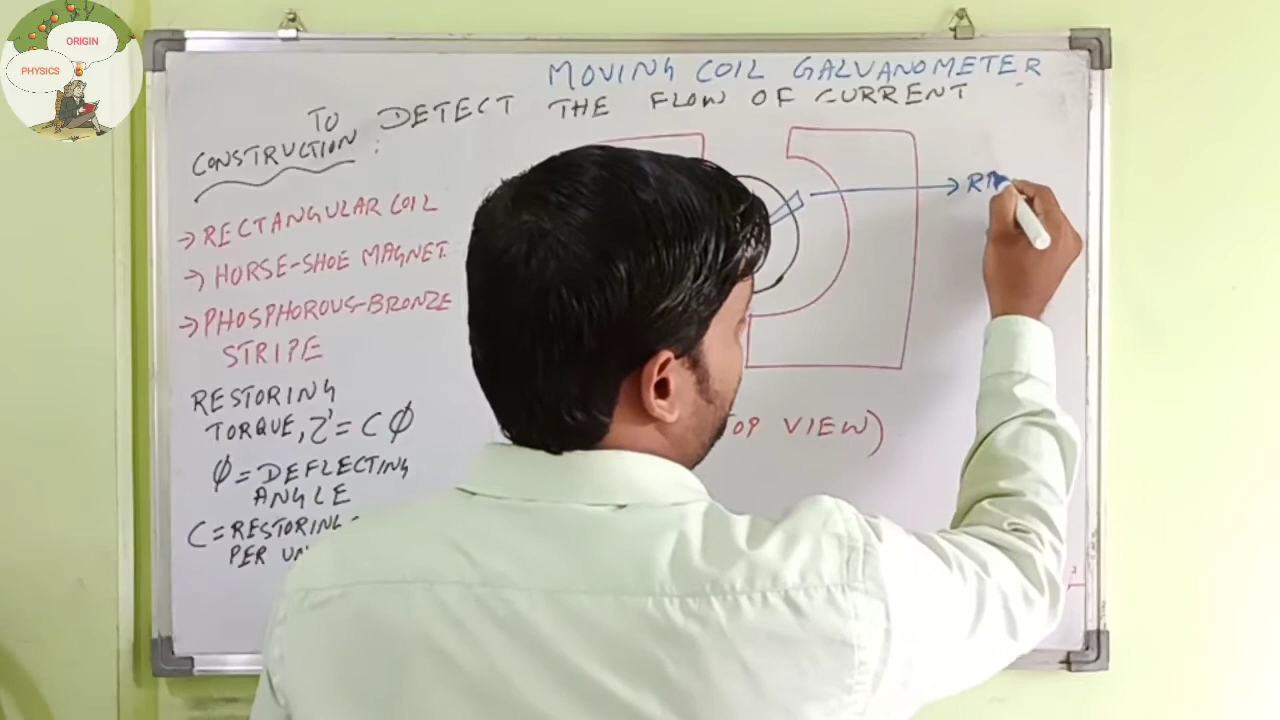 ORIGIN
PHYSICS
MOVING COIL GALVANOMETER
TO DETECT THE FLOW OF CURRENT
CONSTRUCTION:
→ RECTANGULAR COIL
→ HORSE-SHOE MAGNET
→ PHOSPHOROUS-BRONZE
STRIPE
RESTORING
TORQUE, τ' = C φ
φ = DEFLECTING
ANGLE
C = RESTORING
PER
VIEW)